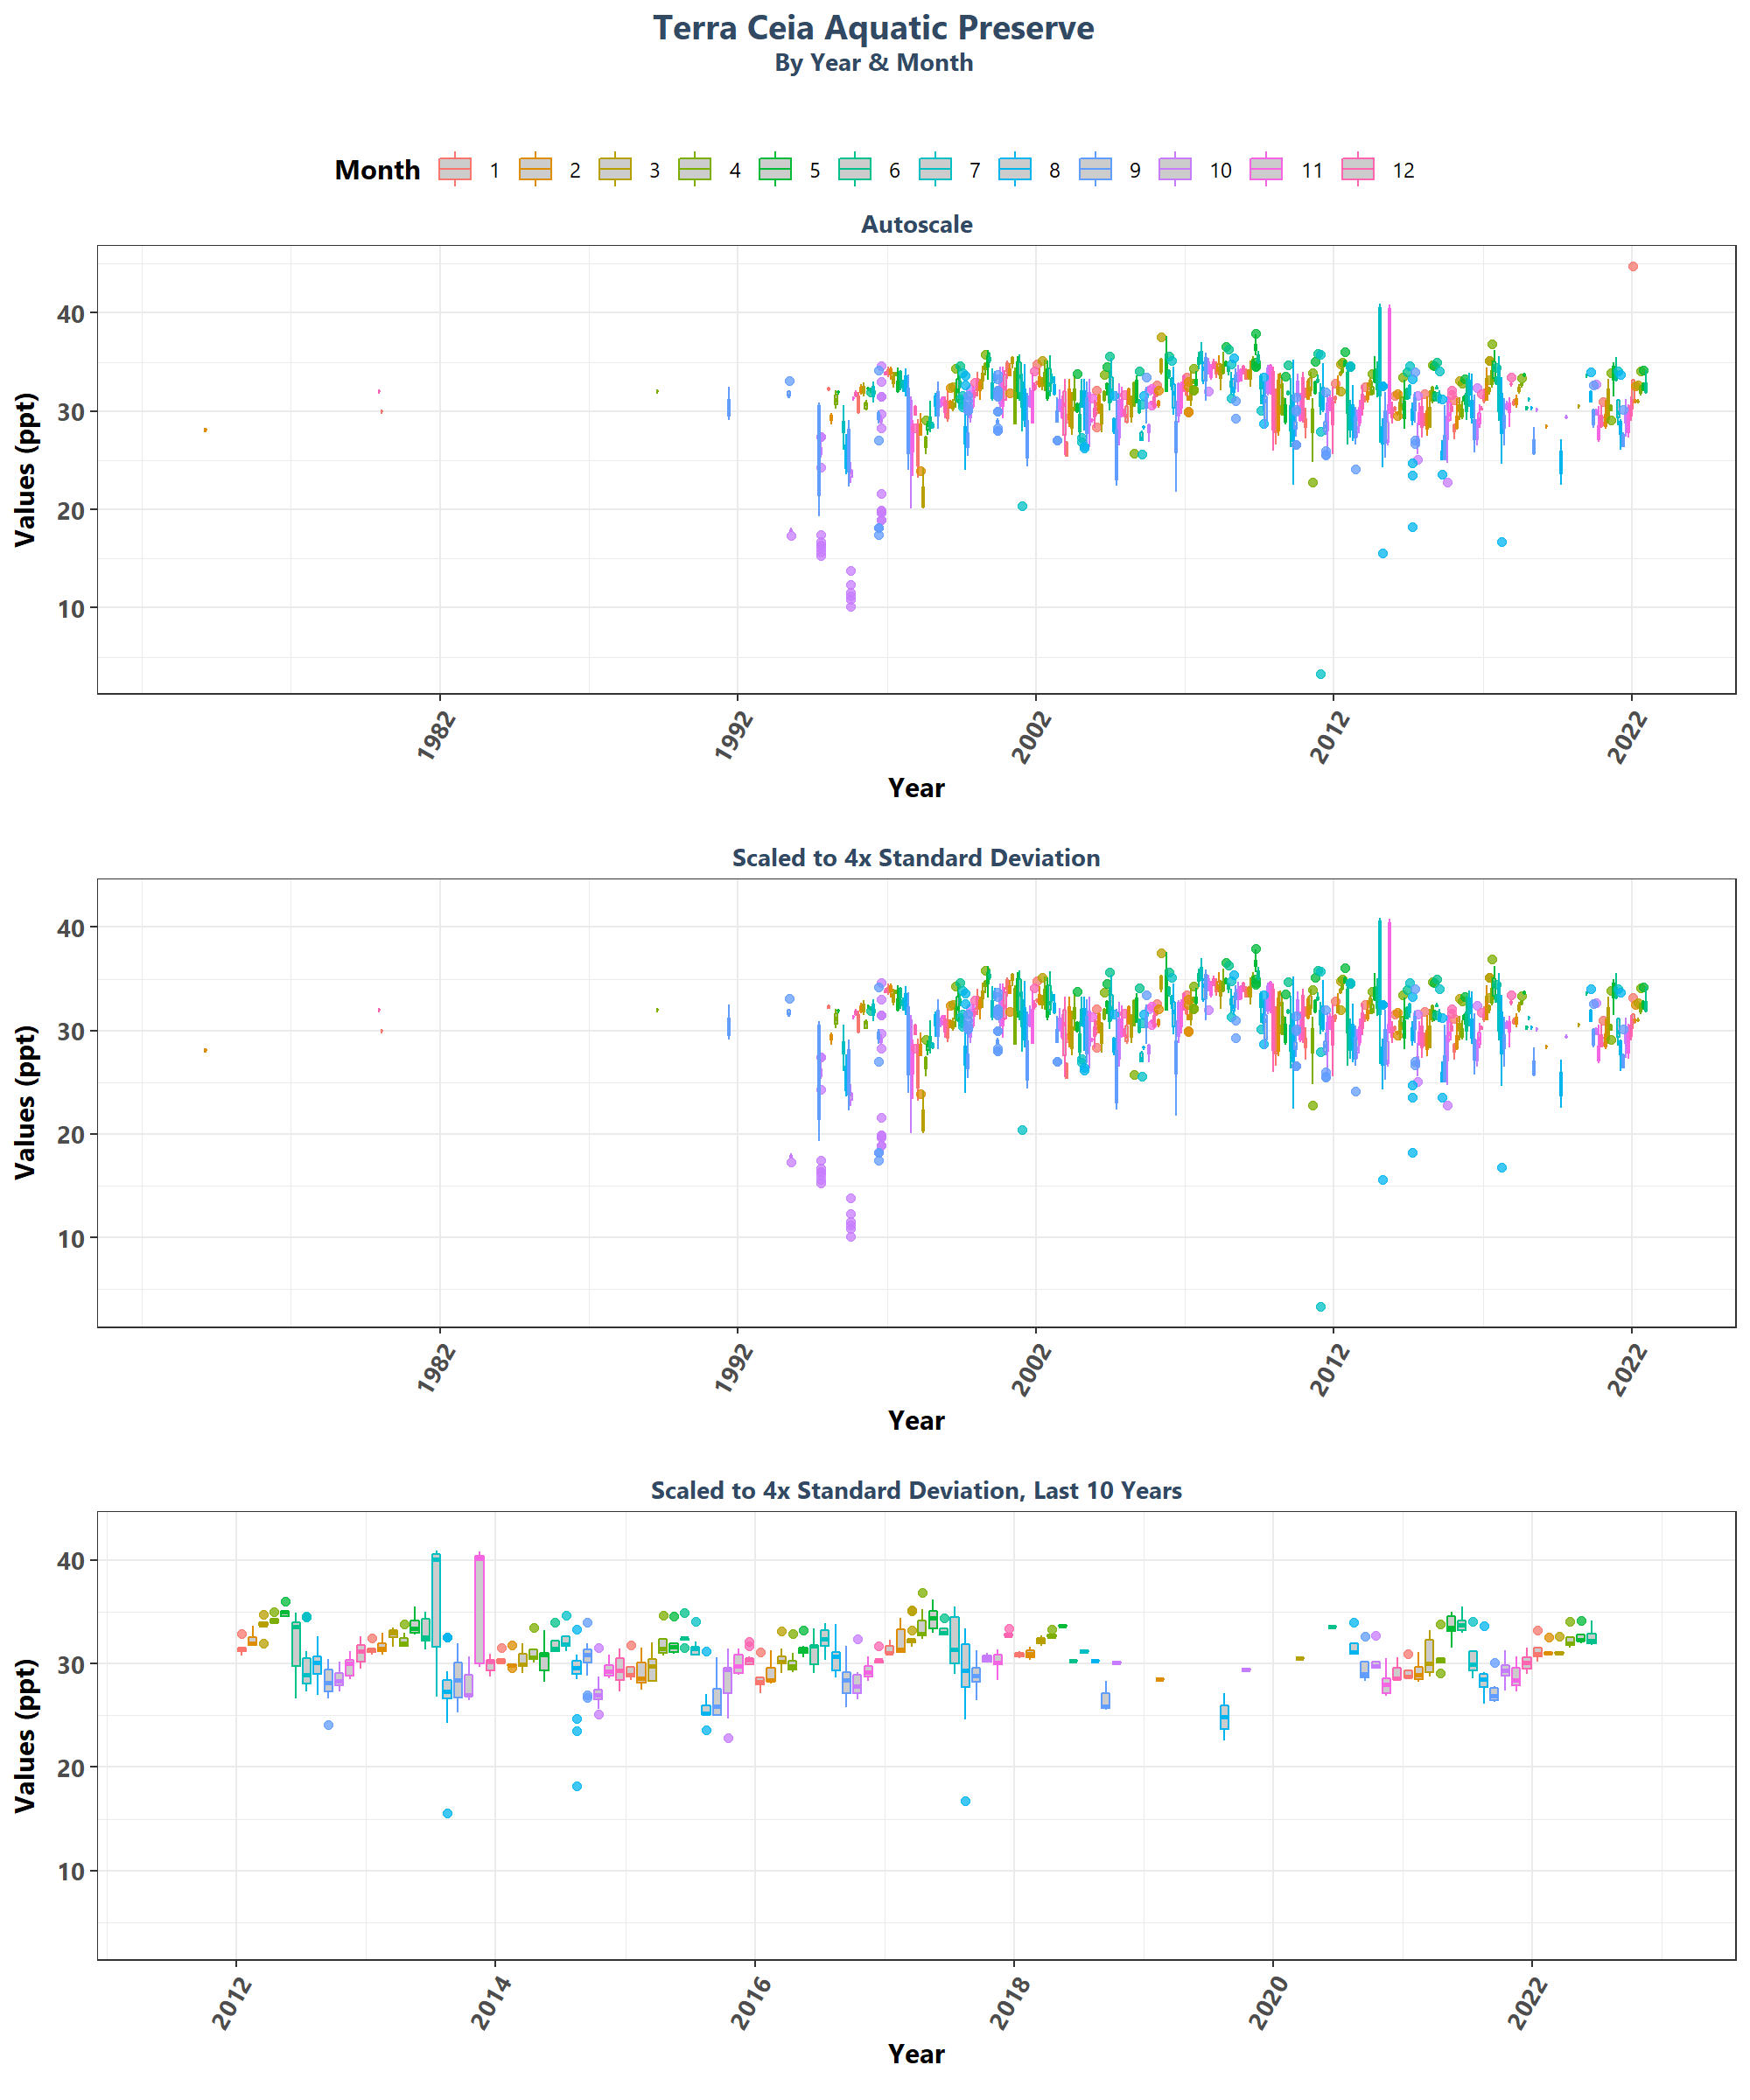 Terra Ceia Aquatic Preserve
By Year & Month
Month 1 2 3 4 5 6 7 8 9 10 11 12
Autoscale
Values (ppt)
40
30
20
10
1982 1992 2002 2012 2022
Year
Scaled to 4x Standard Deviation
Values (ppt)
40
30
20
10
1982 1992 2002 2012 2022
Year
Scaled to 4x Standard Deviation, Last 10 Years
Values (ppt)
40
30
20
10
2012 2014 2016 2018 2020 2022
Year